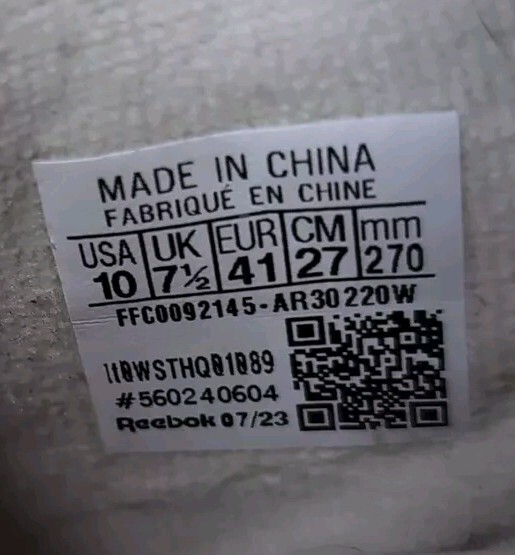 MADE IN CHINA
FABRIQUÉ EN CHINE
USA UK EUR CM mm
10 7½ 41 27 270
FFC0092145-AR30220W
#560240604
Reebok 07/23